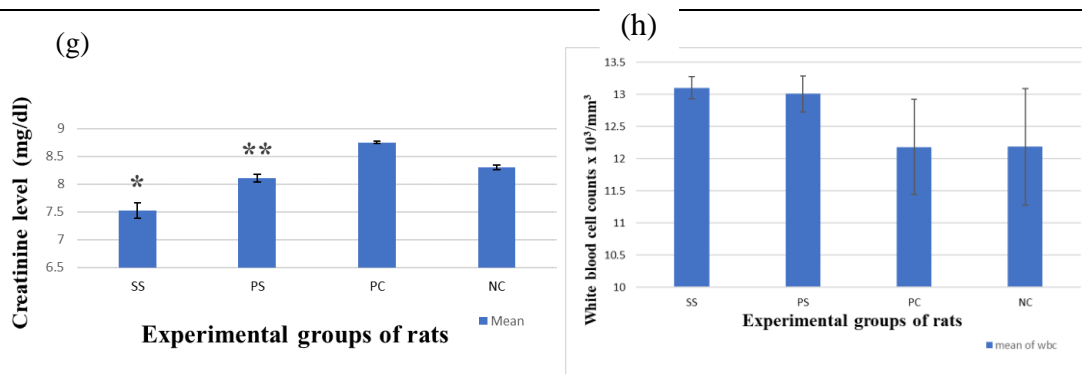 (g)
Creatinine level (mg/dl)
9
8.5
8
7.5
7
6.5
*
**
SS PS PC NC
Mean
Experimental groups of rats
(h)
White blood cell counts x 10³/mm³
13.5
13
12.5
12
11.5
11
10.5
10
SS PS PC NC
Experimental groups of rats
mean of wbc